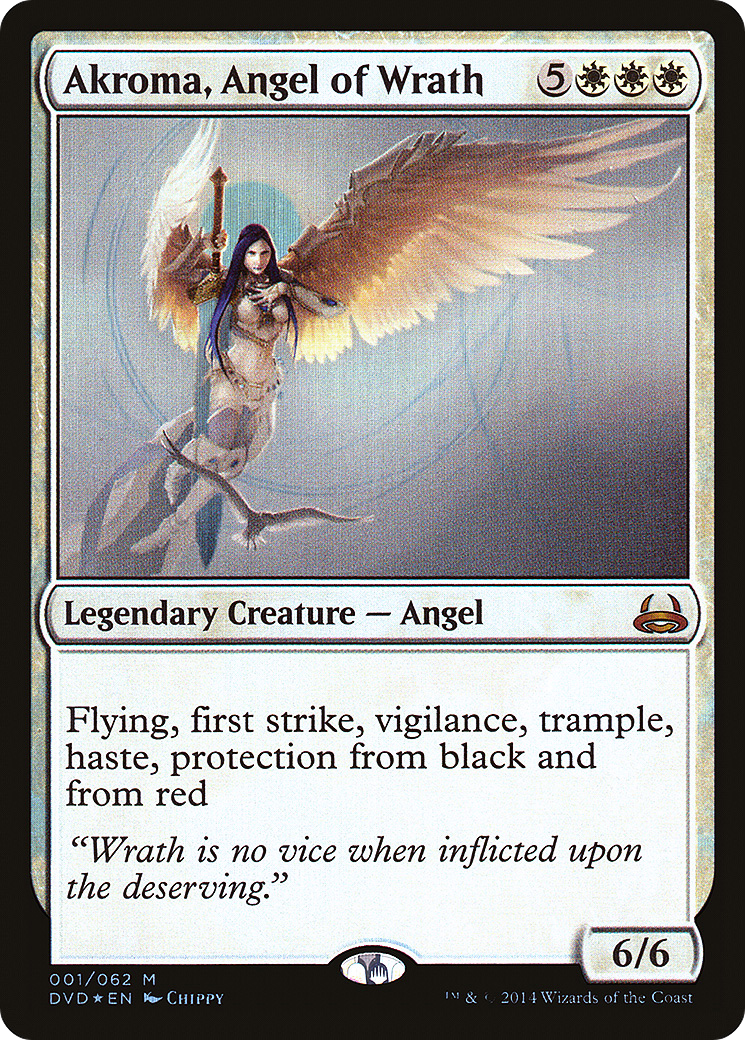 Akroma, Angel of Wrath 5
Legendary Creature — Angel
Flying, first strike, vigilance, trample,
haste, protection from black and
from red
“Wrath is no vice when inflicted upon
the deserving.”
6/6
001/062 M
DVD★EN Chippy
™ & © 2014 Wizards of the Coast